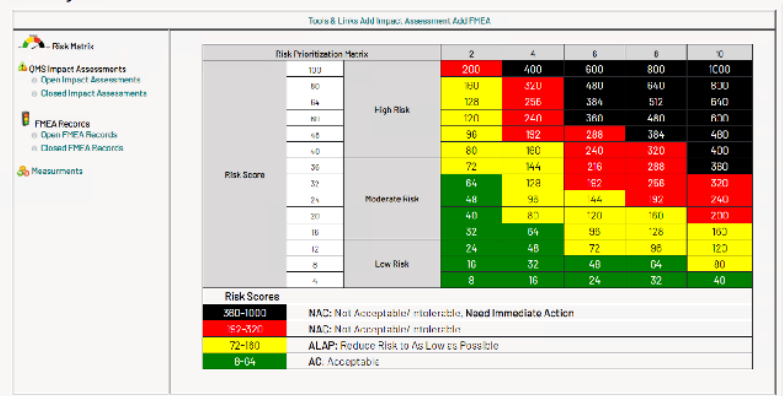 Tools & Links Add Impact Assessment Add FMEA
Risk Matrix
QMS Impact Assessments
Open Impact Assessments
Closed Impact Assessments
FMEA Records
Open FMEA Records
Closed FMEA Records
Measurments
Risk Prioritization Matrix 2 4 6 8 10
100 200 400 600 800 1000
80 160 320 480 640 800
64 128 256 384 512 640
60 120 240 360 480 600
48 96 192 288 384 480
40 80 160 240 320 400
36 72 144 216 288 360
32 64 128 192 256 320
24 48 96 144 192 240
20 40 80 120 160 200
16 32 64 96 128 160
12 24 48 72 96 120
8 16 32 48 64 80
4 8 16 24 32 40
Risk Score
High Risk
Moderate Risk
Low Risk
Risk Scores
360-1000 NAC: Not Acceptable/Intolerable, Need Immediate Action
192-320 NAC: Not Acceptable/Intolerable
72-160 ALAP: Reduce Risk to As Low as Possible
8-64 AC: Acceptable